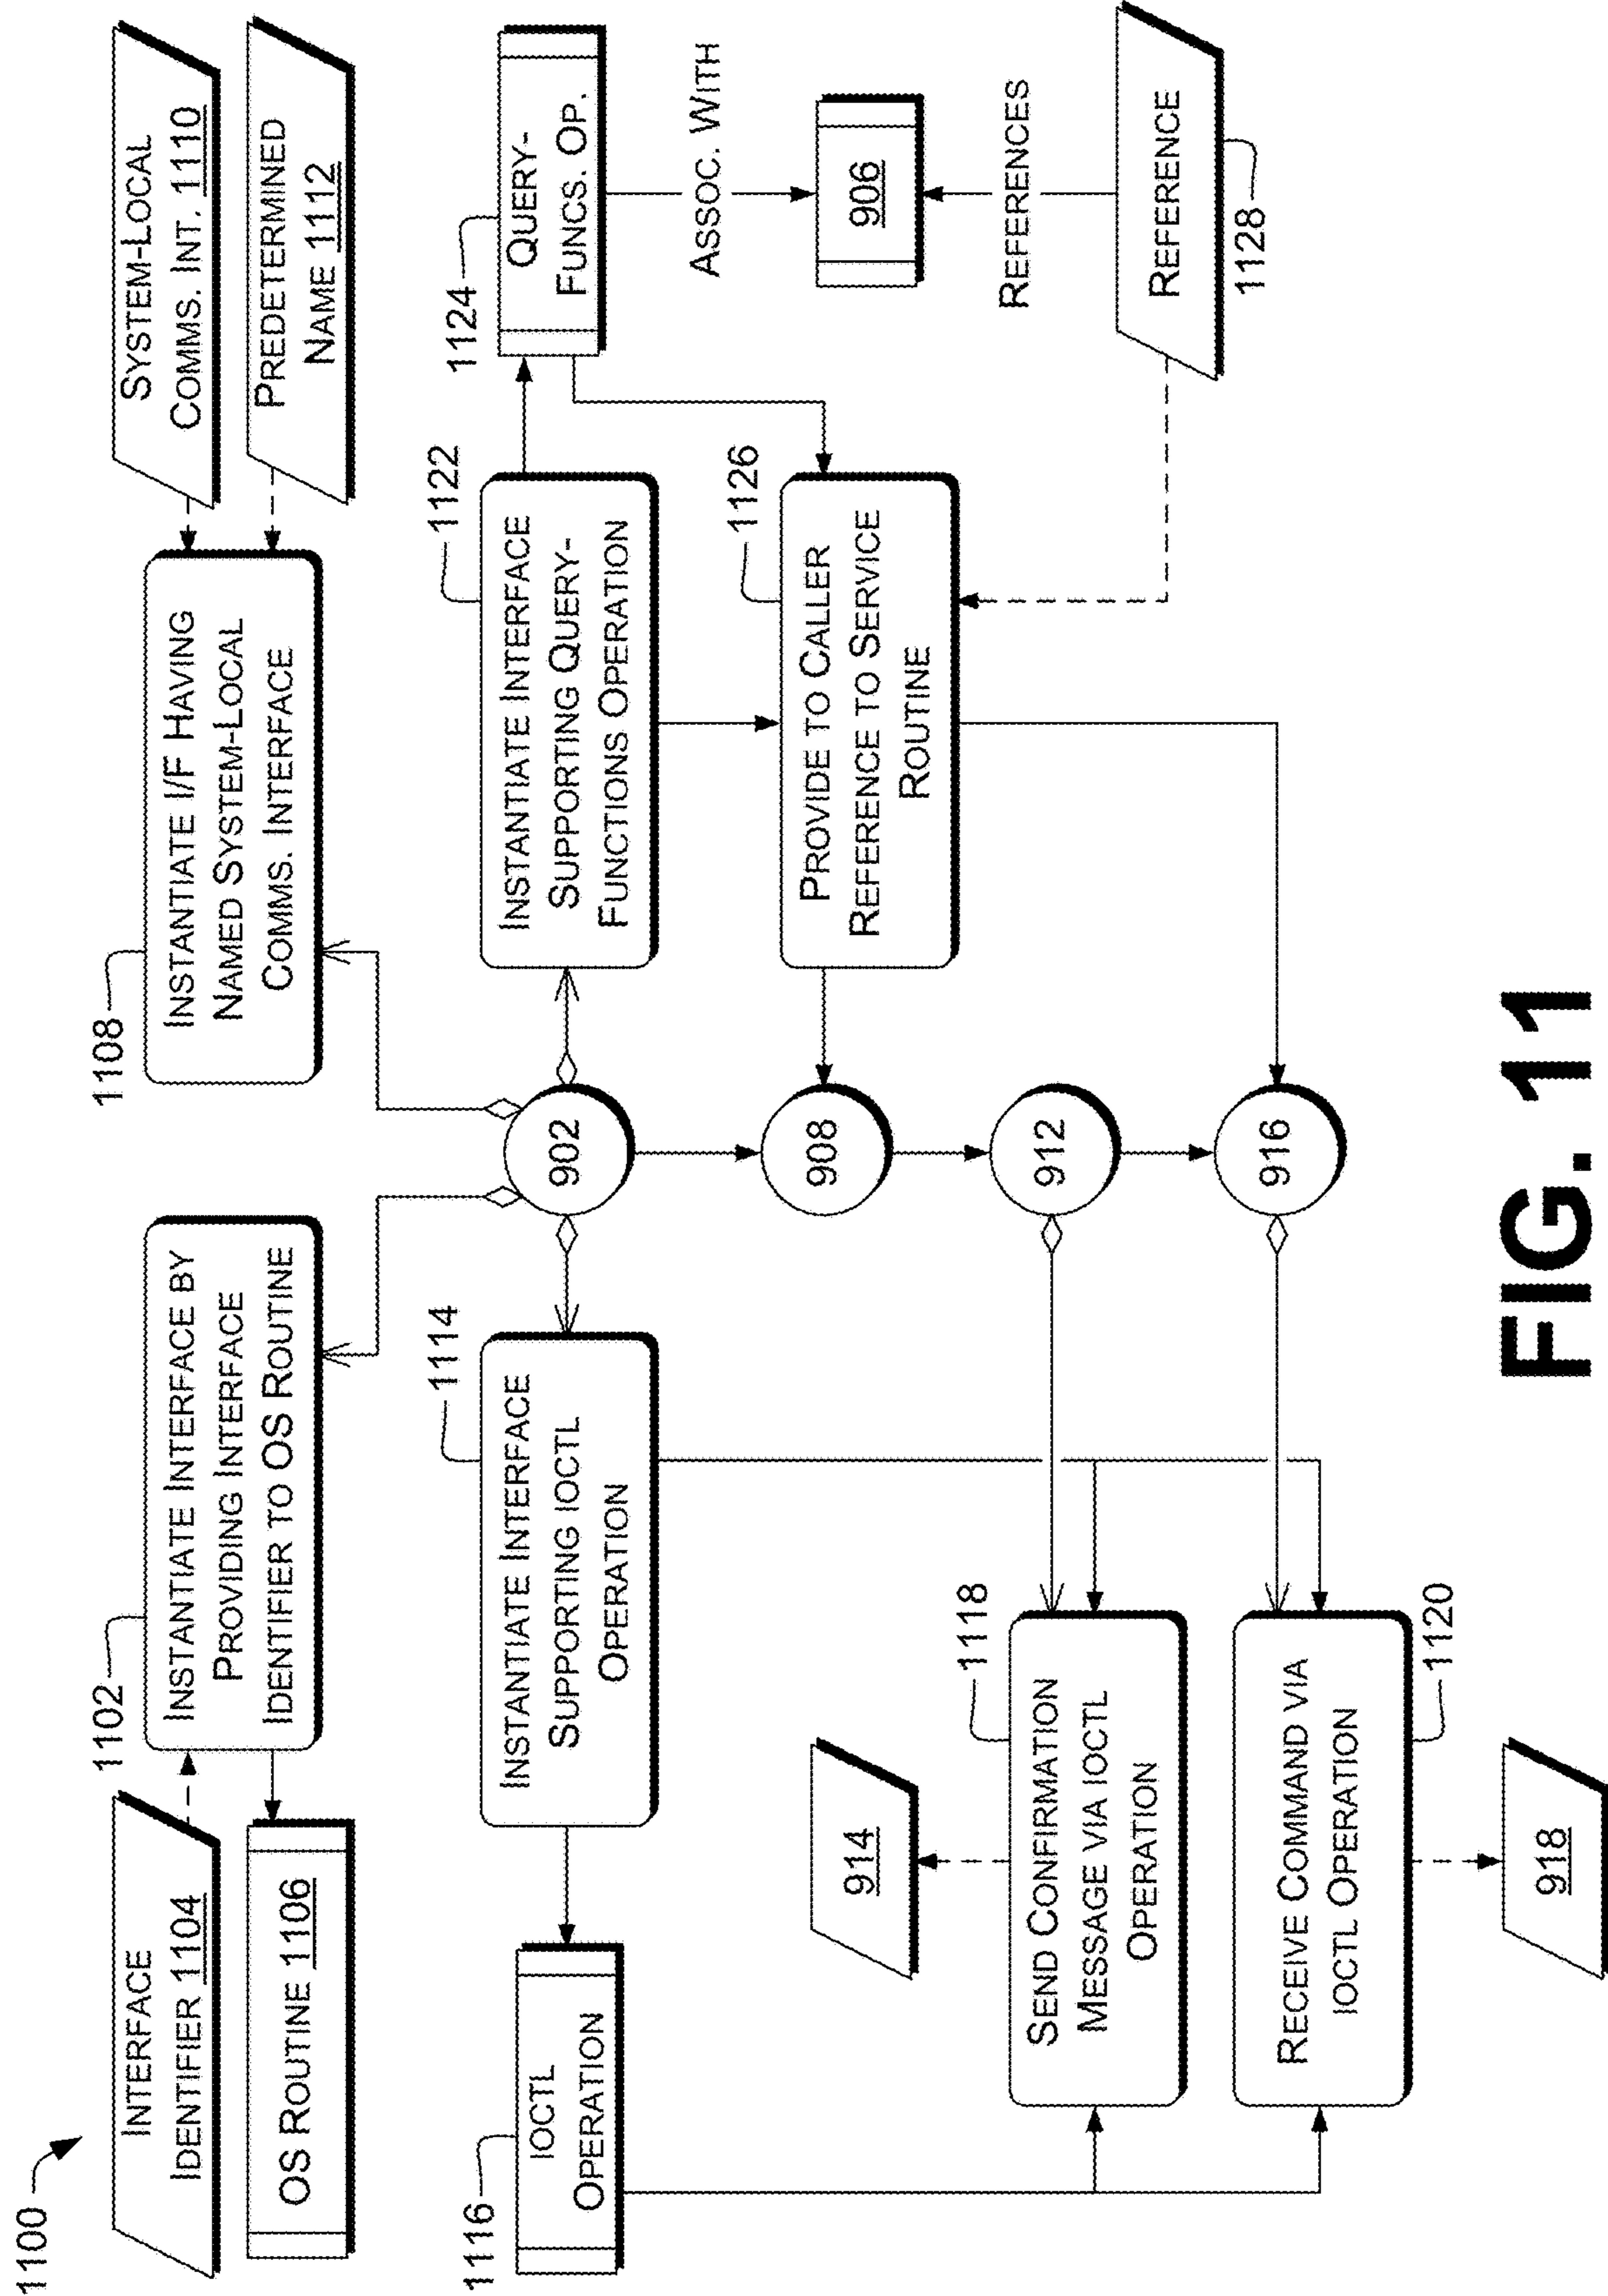 1100
INTERFACE
IDENTIFIER 1104
OS ROUTINE 1106
1102
INSTANTIATE INTERFACE BY
PROVIDING INTERFACE
IDENTIFIER TO OS ROUTINE
1108
INSTANTIATE I/F HAVING
NAMED SYSTEM-LOCAL
COMMS. INTERFACE
SYSTEM-LOCAL
COMMS. INT. 1110
PREDETERMINED
NAME 1112
1116
IOCTL
OPERATION
1114
INSTANTIATE INTERFACE
SUPPORTING IOCTL
OPERATION
902
1122
INSTANTIATE INTERFACE
SUPPORTING QUERY-
FUNCTIONS OPERATION
1124
QUERY-
FUNCS. OP.
ASSOC. WITH
906
REFERENCES
REFERENCE
1128
1126
PROVIDE TO CALLER
REFERENCE TO SERVICE
ROUTINE
908
912
916
914
1118
SEND CONFIRMATION
MESSAGE VIA IOCTL
OPERATION
RECEIVE COMMAND VIA
IOCTL OPERATION
1120
918
FIG. 11